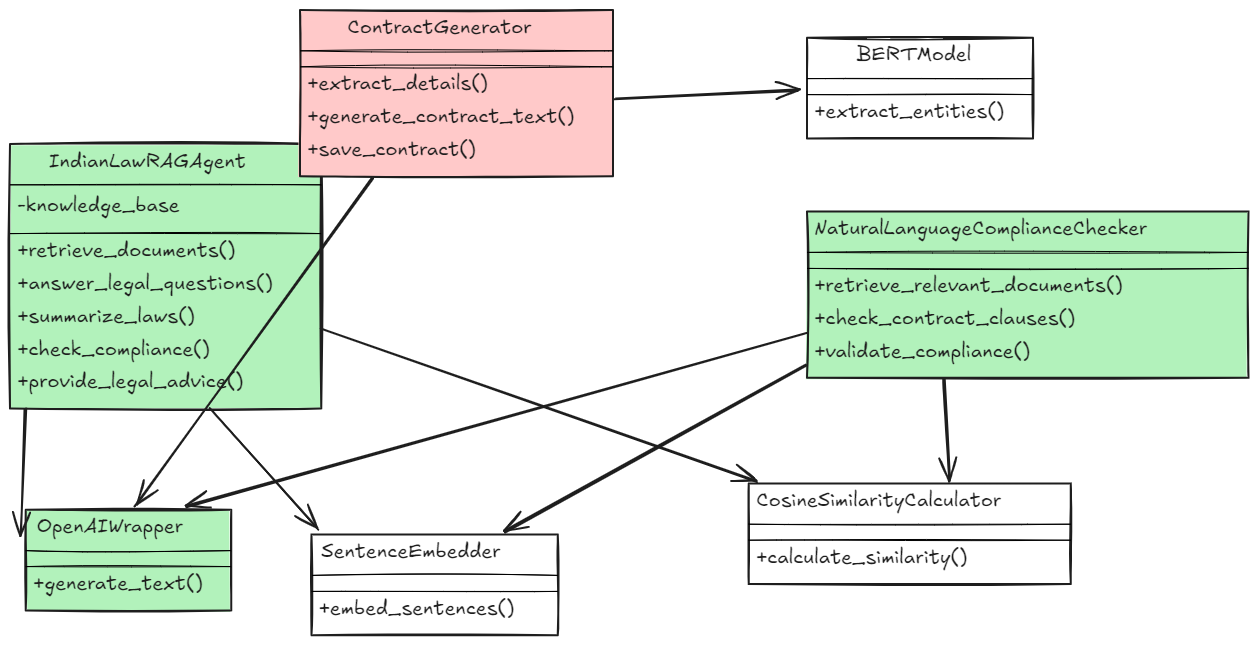 ContractGenerator
+extract_details()
+generate_contract_text()
+save_contract()
BERTModel
+extract_entities()
IndianLawRAGAgent
-knowledge_base
+retrieve_documents()
+answer_legal_questions()
+summarize_laws()
+check_compliance()
+provide_legal_advice()
NaturalLanguageComplianceChecker
+retrieve_relevant_documents()
+check_contract_clauses()
+validate_compliance()
OpenAIWrapper
+generate_text()
SentenceEmbedder
+embed_sentences()
CosineSimilarityCalculator
+calculate_similarity()